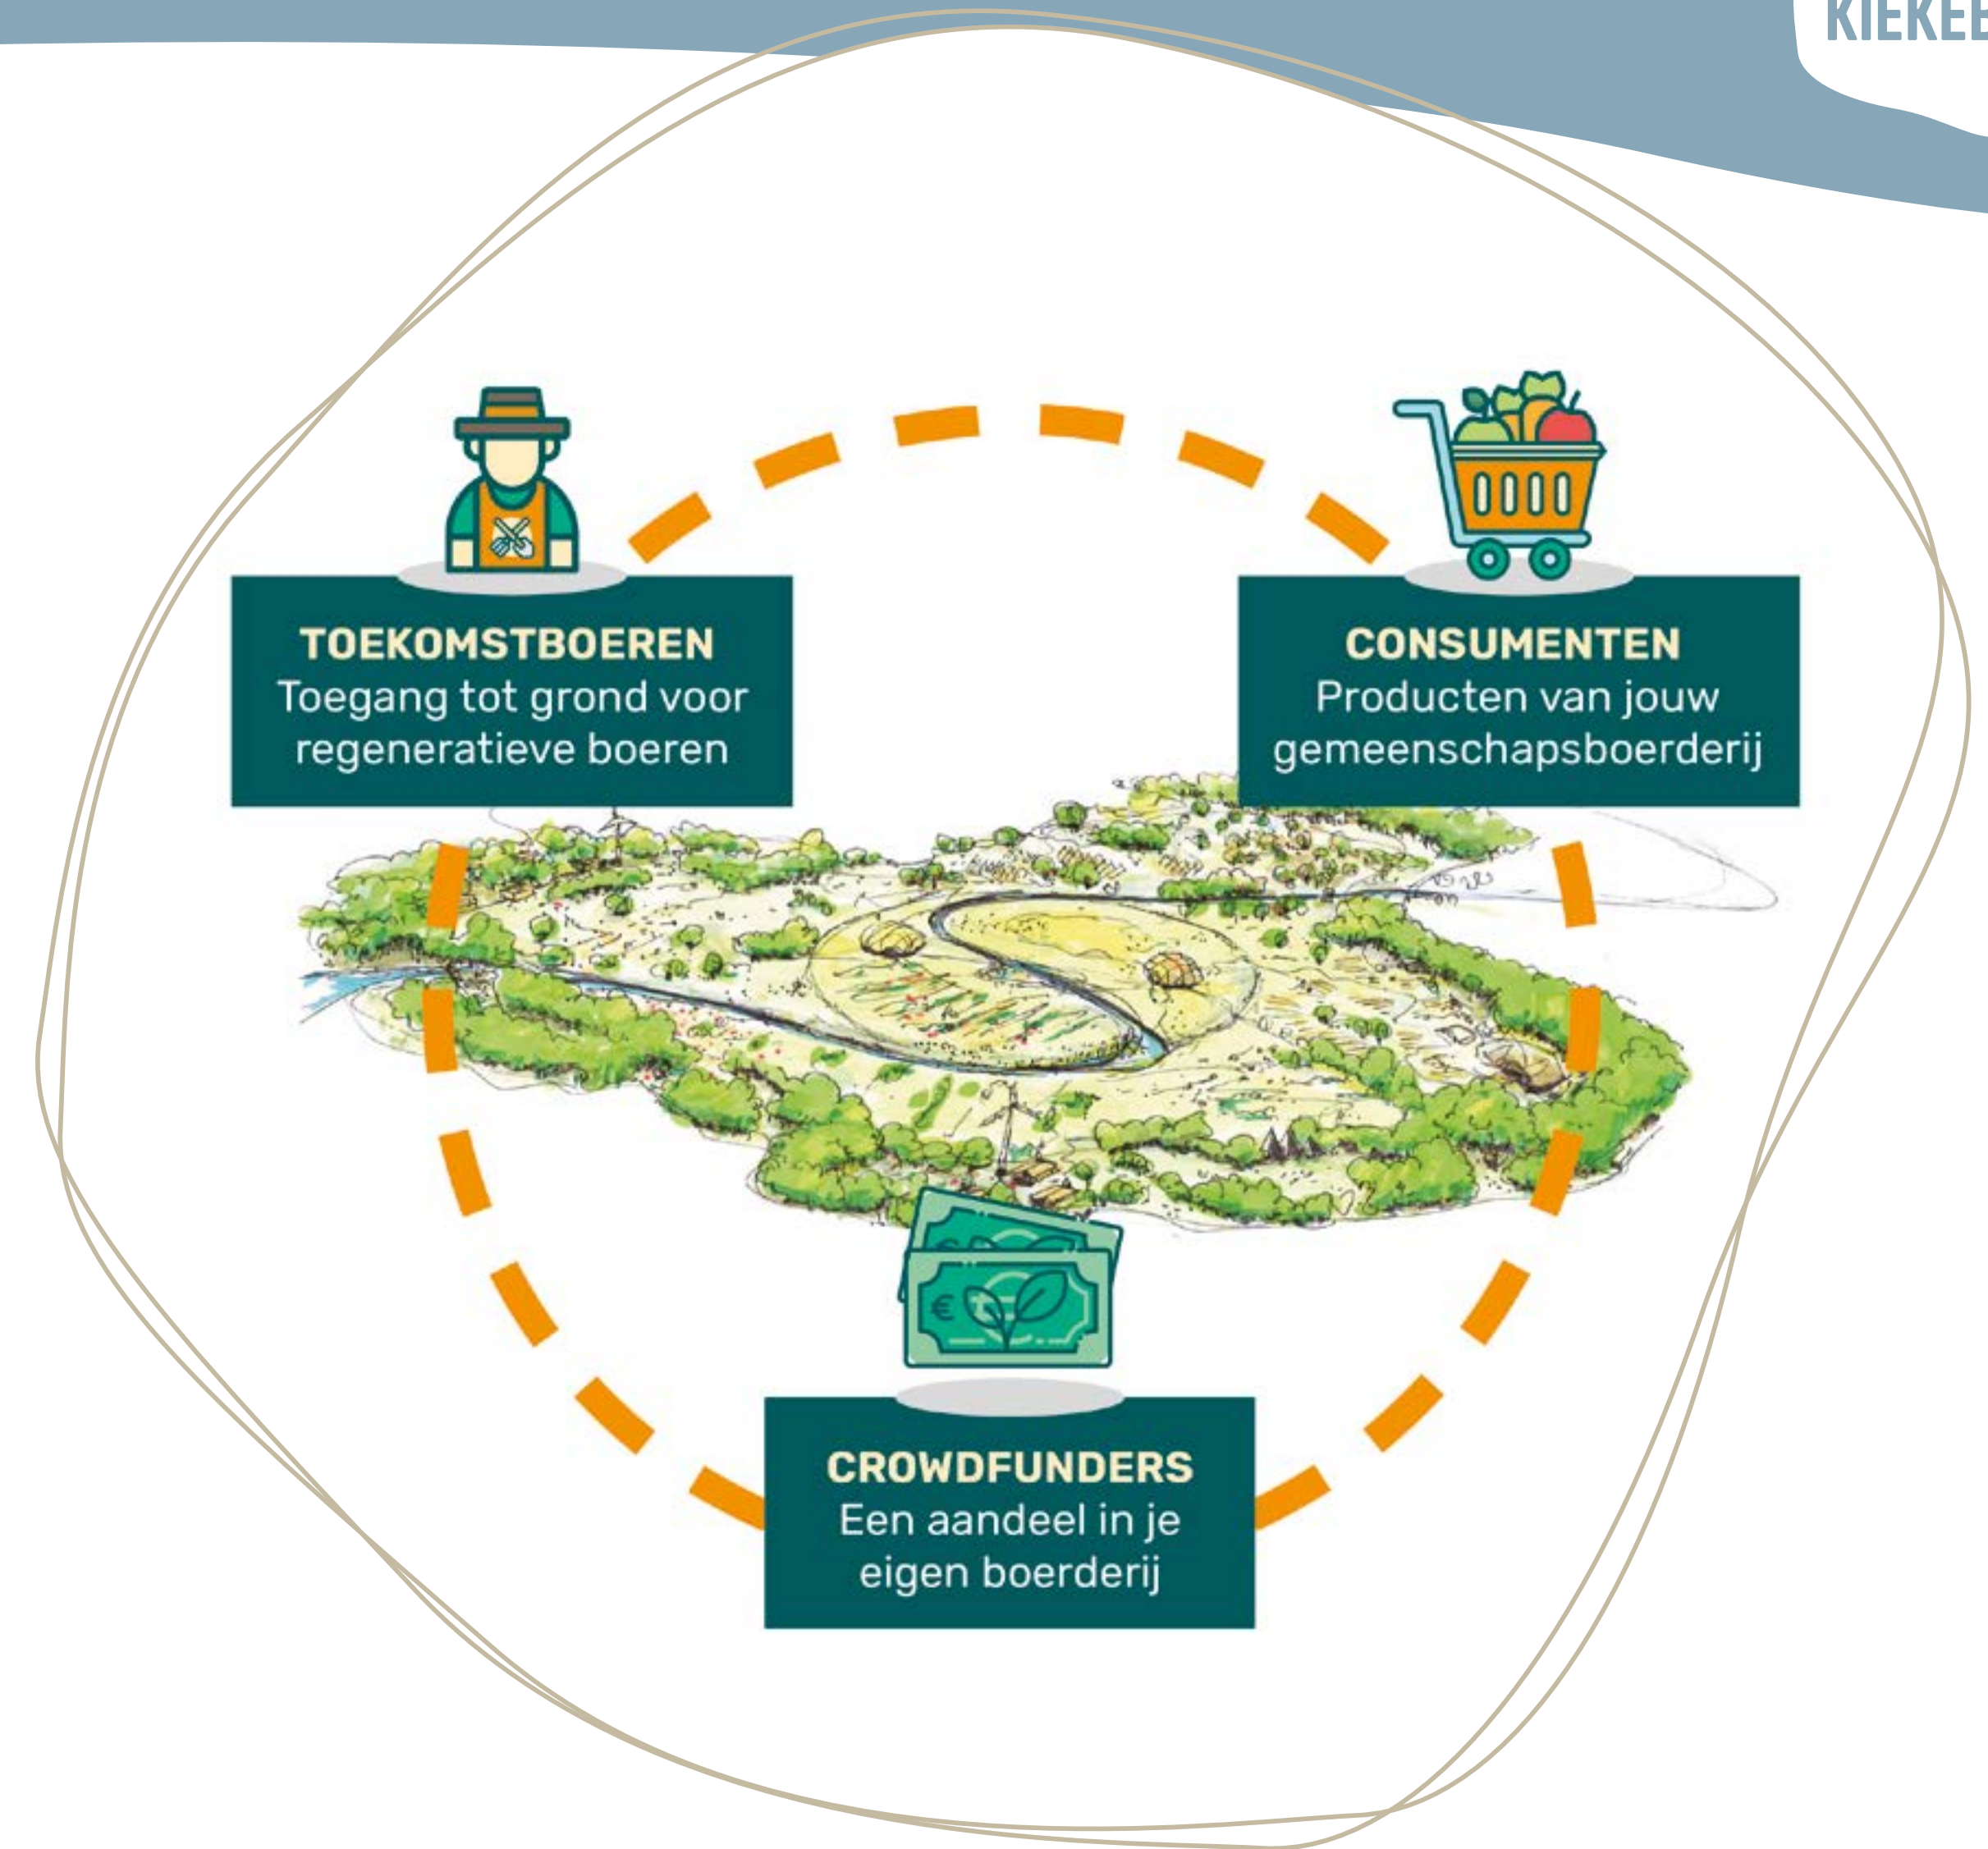 TOEKOMSTBOEREN
Toegang tot grond voor
regeneratieve boeren
CONSUMENTEN
Producten van jouw
gemeenschapsboerderij
CROWDFUNDERS
Een aandeel in je
eigen boerderij